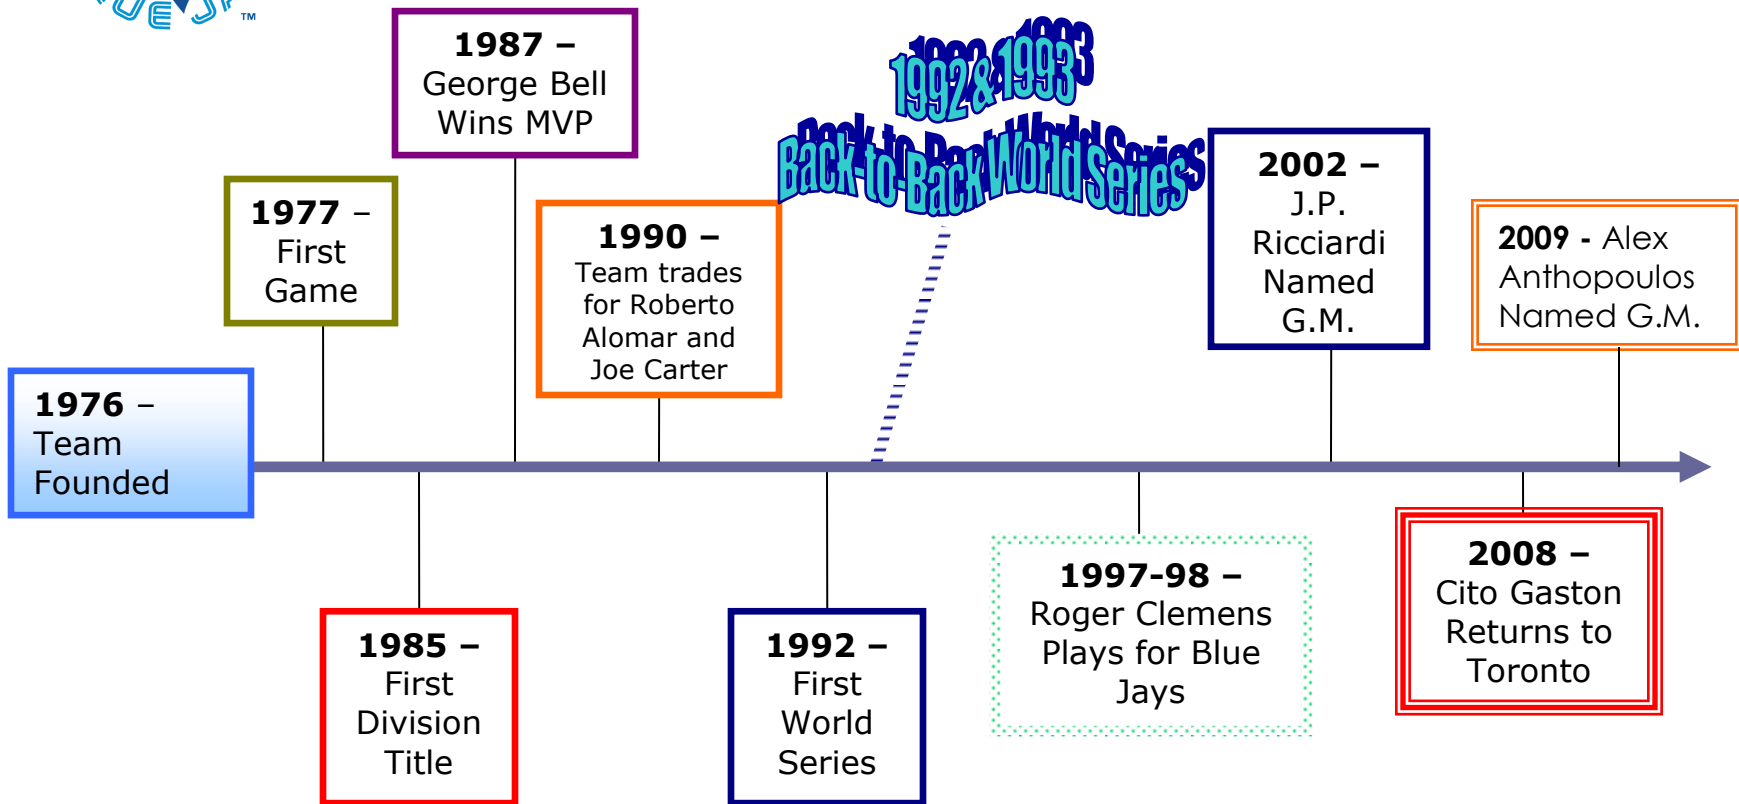 TM
1987 –
George Bell
Wins MVP
1992 & 1993
Back-to-Back World Series
2002 –
J.P.
Ricciardi
Named
G.M.
1977 –
First
Game
1990 –
Team trades
for Roberto
Alomar and
Joe Carter
2009 - Alex
Anthopoulos
Named G.M.
1976 –
Team
Founded
1985 –
First
Division
Title
1992 –
First
World
Series
1997-98 –
Roger Clemens
Plays for Blue
Jays
2008 –
Cito Gaston
Returns to
Toronto